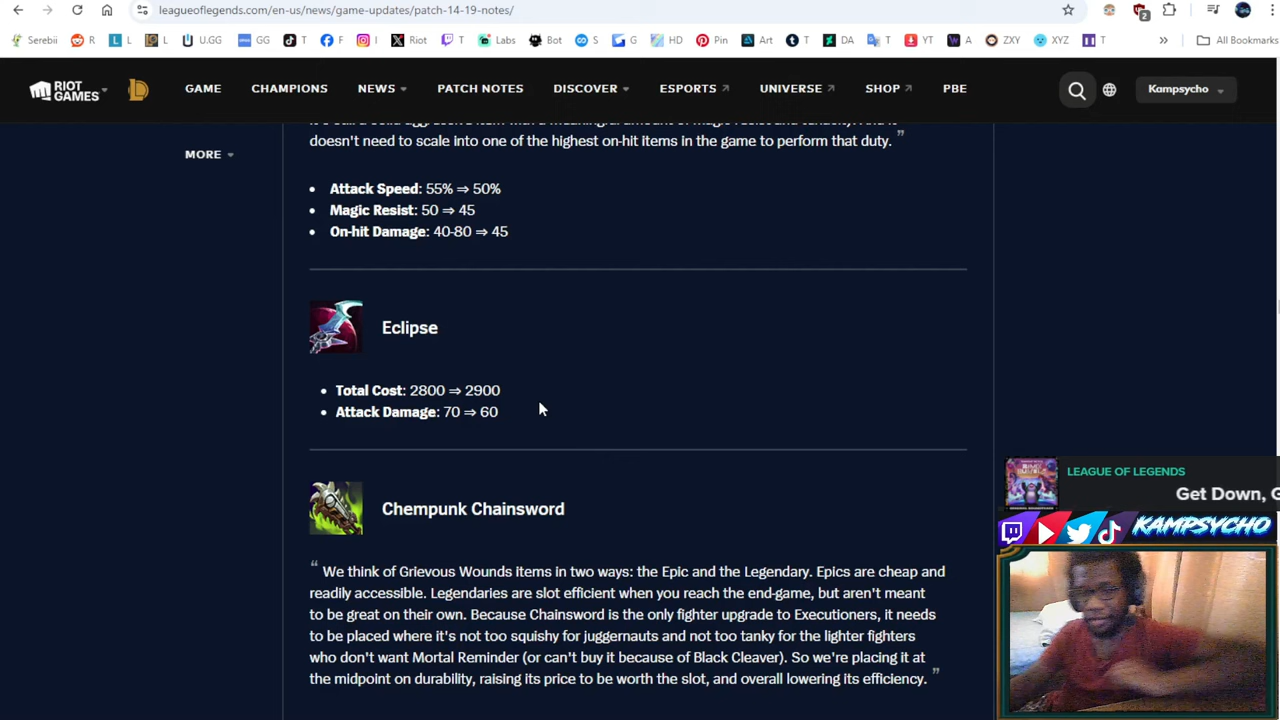 leagueoflegends.com/en-us/news/game-updates/patch-14-19-notes/
2
Serebii R L L U.GG GG T F I Riot T Labs Bot S G HD Pin Art T DA T YT A ZXY XYZ T » All Bookmarks
RIOT GAMES GAME CHAMPIONS NEWS PATCH NOTES DISCOVER ESPORTS UNIVERSE SHOP PBE Kampsycho
MORE
doesn't need to scale into one of the highest on-hit items in the game to perform that duty. ”
• Attack Speed: 55% ⇒ 50%
• Magic Resist: 50 ⇒ 45
• On-hit Damage: 40-80 ⇒ 45
Eclipse
• Total Cost: 2800 ⇒ 2900
• Attack Damage: 70 ⇒ 60
Chempunk Chainsword
“ We think of Grievous Wounds items in two ways: the Epic and the Legendary. Epics are cheap and
readily accessible. Legendaries are slot efficient when you reach the end-game, but aren't meant
to be great on their own. Because Chainsword is the only fighter upgrade to Executioners, it needs
to be placed where it's not too squishy for juggernauts and not too tanky for the lighter fighters
who don't want Mortal Reminder (or can't buy it because of Black Cleaver). So we're placing it at
the midpoint on durability, raising its price to be worth the slot, and overall lowering its efficiency. ”
LEAGUE OF LEGENDS
Get Down, G
KAMPSYCHO